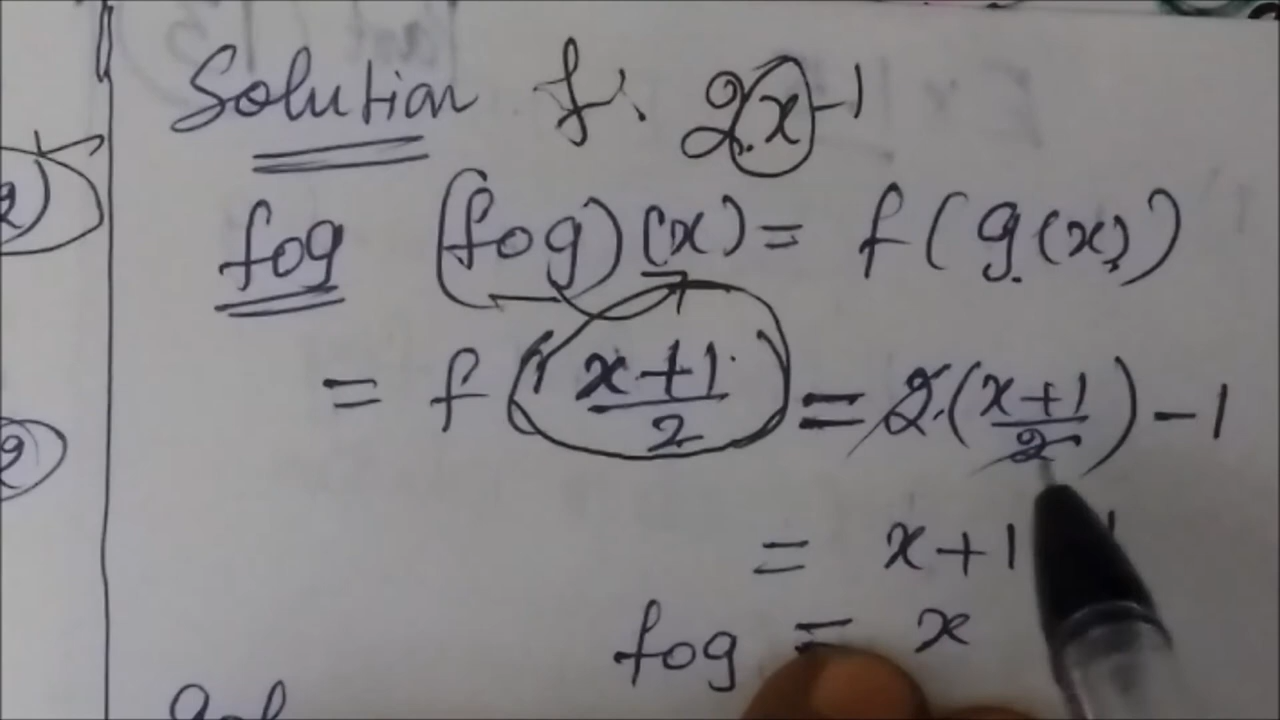 Solution f: 2x-1
fog (fog)(x) = f(g(x))
= f(x+1/2) = 2.(x+1/2) - 1
= x+1
fog = x